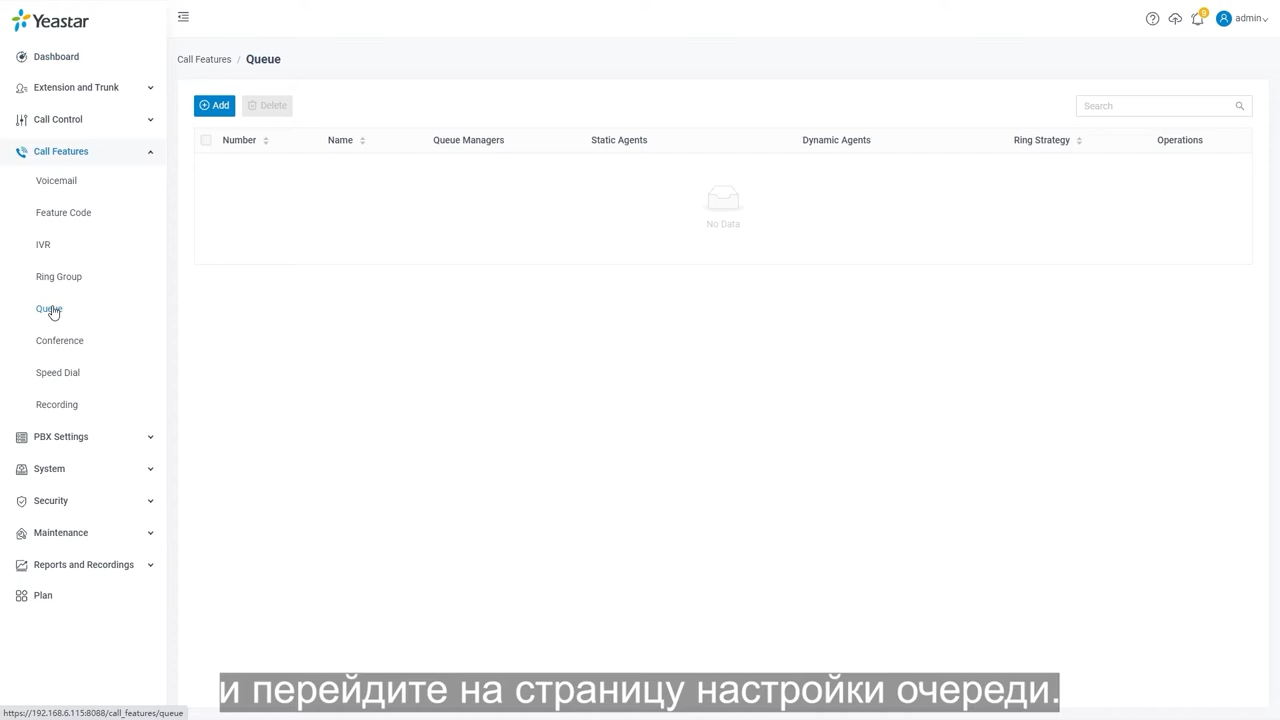 Yeastar
8
admin
Dashboard
Extension and Trunk
Call Control
Call Features
Voicemail
Feature Code
IVR
Ring Group
Queue
Conference
Speed Dial
Recording
PBX Settings
System
Security
Maintenance
Reports and Recordings
Plan
Call Features / Queue
Add Delete Search
Number Name Queue Managers Static Agents Dynamic Agents Ring Strategy Operations
No Data
и перейдите на страницу настройки очереди.
https://192.168.6.115:8088/call_features/queue